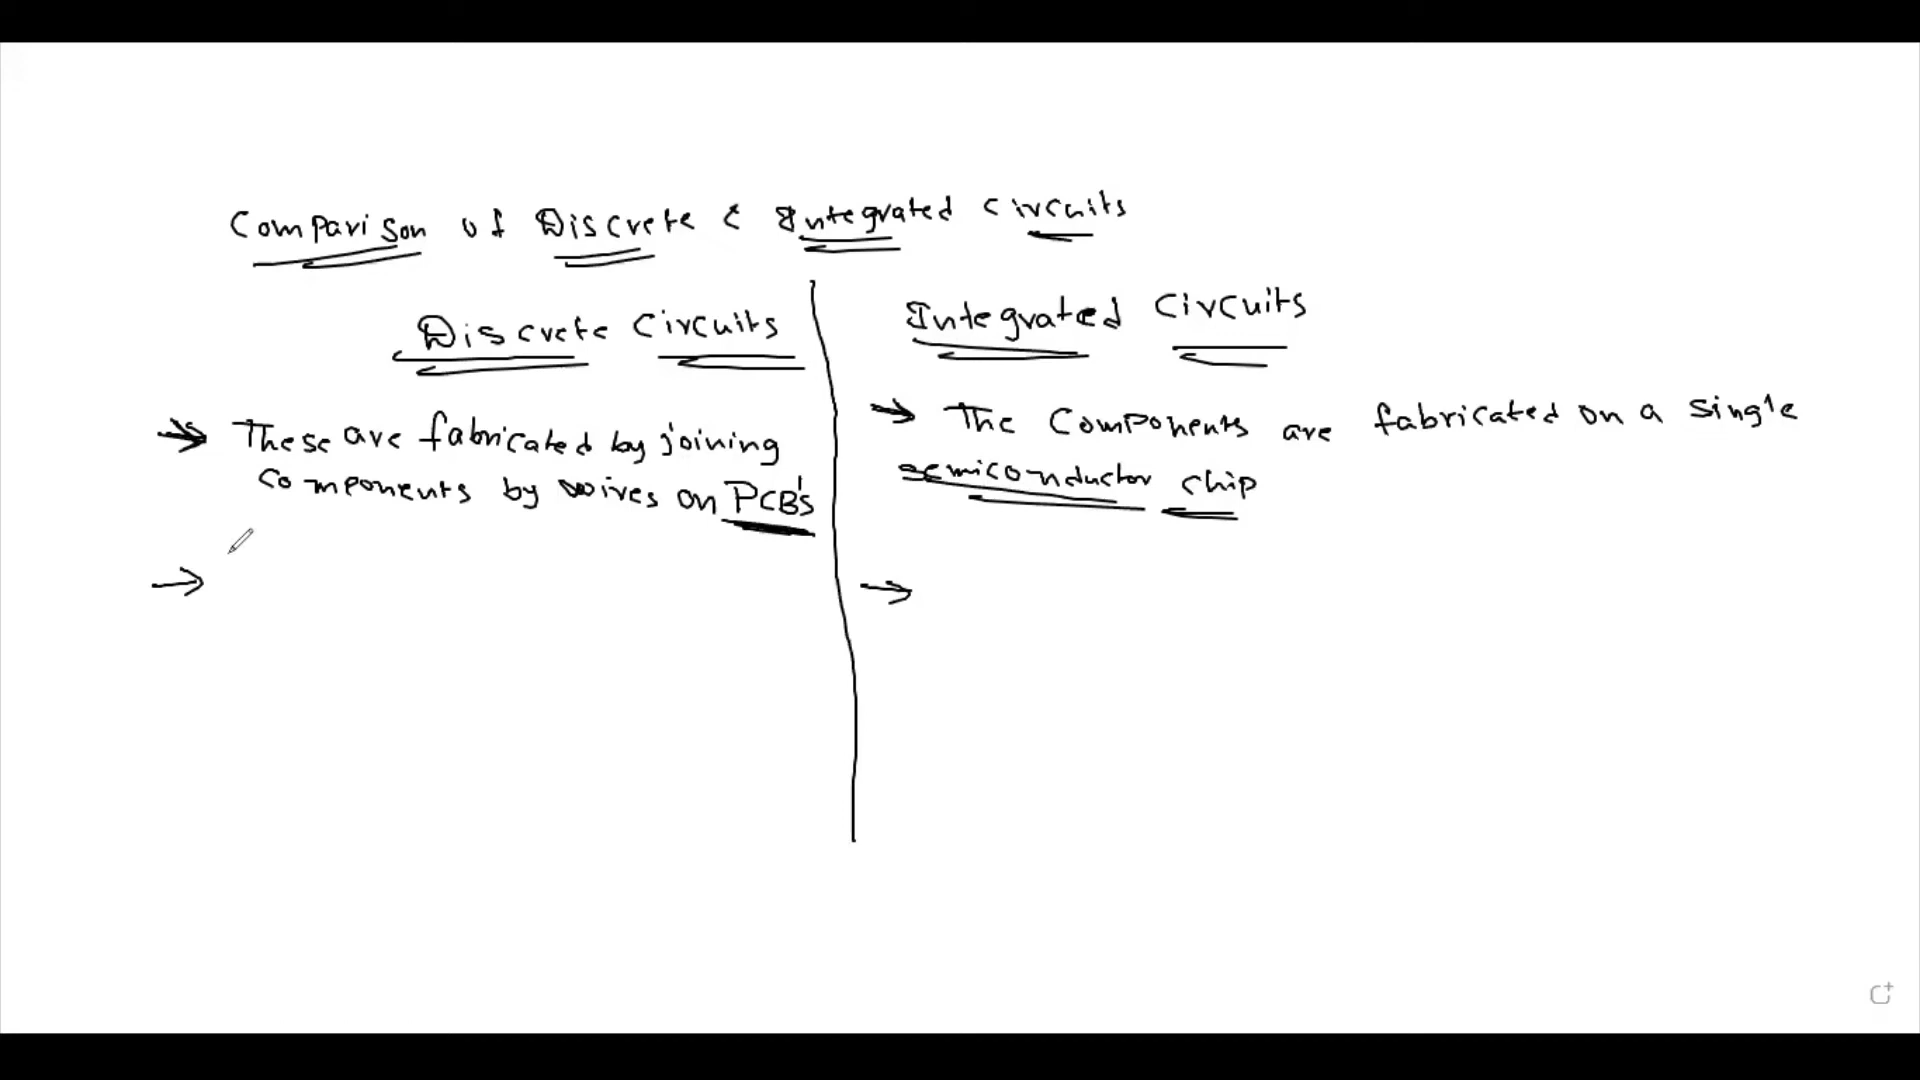 Comparison of Discrete & Integrated Circuits
Discrete Circuits
→ These are fabricated by joining
components by wires on PCB's
→
Integrated Circuits
→ The Components are fabricated on a single
semiconductor chip
→